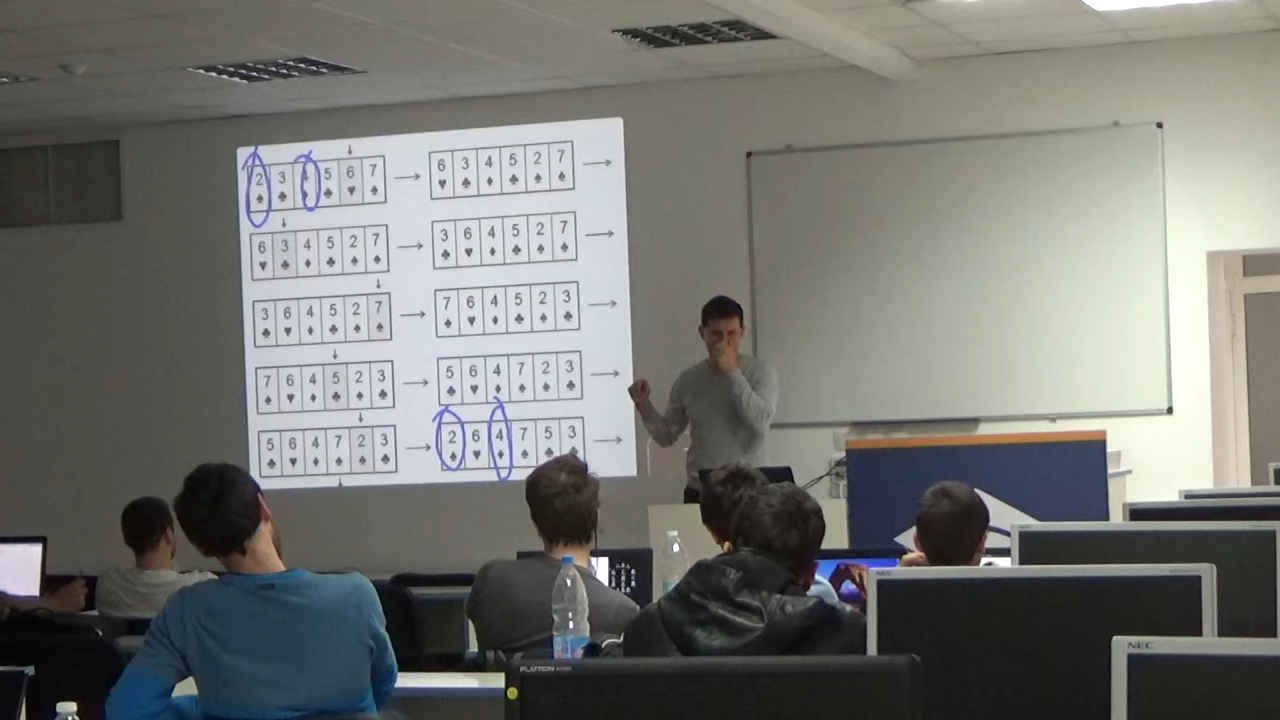 ↓
2♠ 3♣ 4♦ 5♣ 6♥ 7♠ → 6♥ 3♣ 4♦ 5♣ 2♠ 7♠ →
↓
6♥ 3♣ 4♦ 5♣ 2♠ 7♠ → 3♣ 6♥ 4♦ 5♣ 2♠ 7♠ →
↓
3♣ 6♥ 4♦ 5♣ 2♠ 7♠ → 7♠ 6♥ 4♦ 5♣ 2♠ 3♣ →
↓
7♠ 6♥ 4♦ 5♣ 2♠ 3♣ → 5♣ 6♥ 4♦ 7♠ 2♠ 3♣ →
↓
5♣ 6♥ 4♦ 7♠ 2♠ 3♣ → 2♠ 6♥ 4♦ 7♠ 5♣ 3♣ →
↓
NEC
NEC
FLATRON
NEC